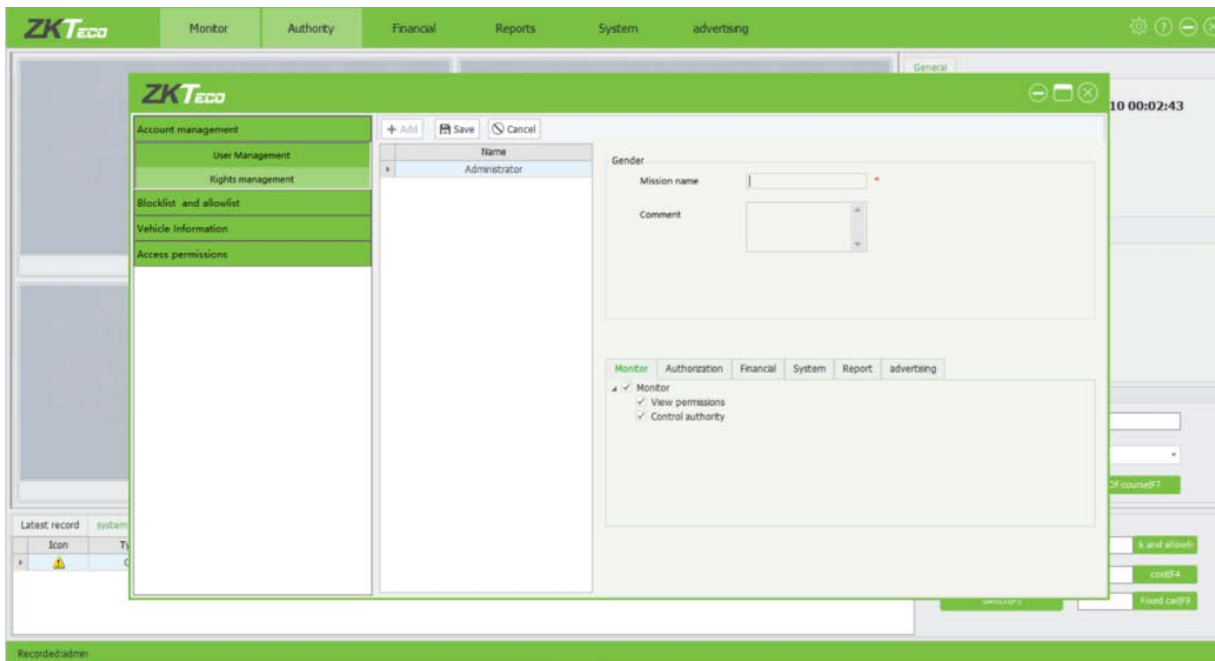 ZKTeco Monitor Authority Financial Reports System advertising
General
ZKTeco
10 00:02:43
Account management
+ Add Save Cancel
User Management
Name
Rights management
Administrator
Gender
Mission name *
Blocklist and allowlist
Comment
Vehicle Information
Access permissions
Monitor Authorization Financial System Report advertising
Monitor
View permissions
Control authority
Of course|F7
Latest record system
Icon Ty
k and allowli
cost|F4
Fixed car|F9
Recorded:admin